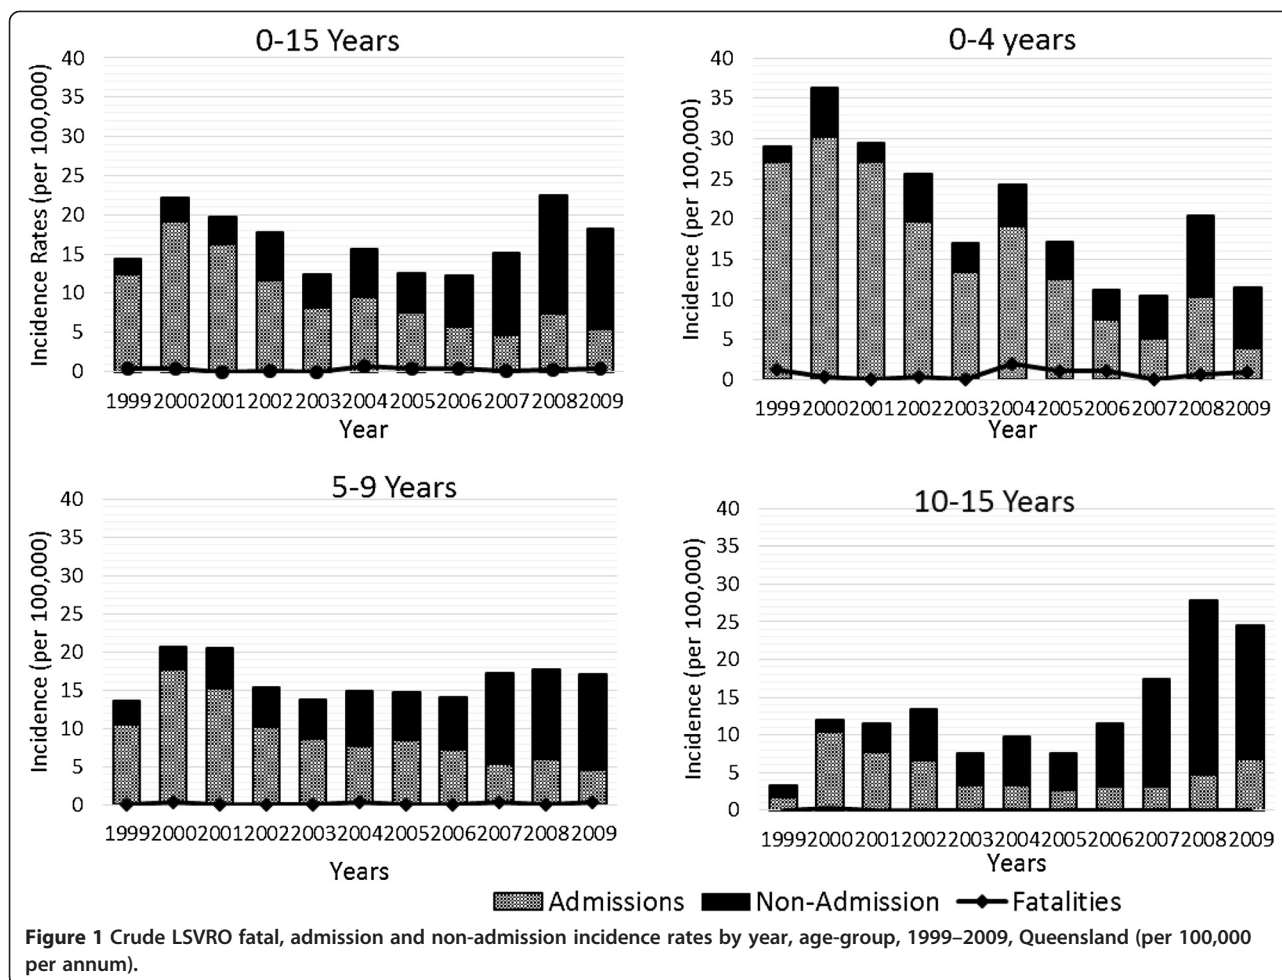 0-15 Years
40
35
30
25
20
15
10
5
0
Incidence Rates (per 100,000)
1999 2000 2001 2002 2003 2004 2005 2006 2007 2008 2009
Year
0-4 years
40
35
30
25
20
15
10
5
0
Incidence (per 100,000)
1999 2000 2001 2002 2003 2004 2005 2006 2007 2008 2009
Year
5-9 Years
40
35
30
25
20
15
10
5
0
Incidence (per 100,000)
1999 2000 2001 2002 2003 2004 2005 2006 2007 2008 2009
Years
10-15 Years
40
35
30
25
20
15
10
5
0
Incidence (per 100,000)
1999 2000 2001 2002 2003 2004 2005 2006 2007 2008 2009
Years
Admissions Non-Admission Fatalities
Figure 1 Crude LSVRO fatal, admission and non-admission incidence rates by year, age-group, 1999–2009, Queensland (per 100,000
per annum).